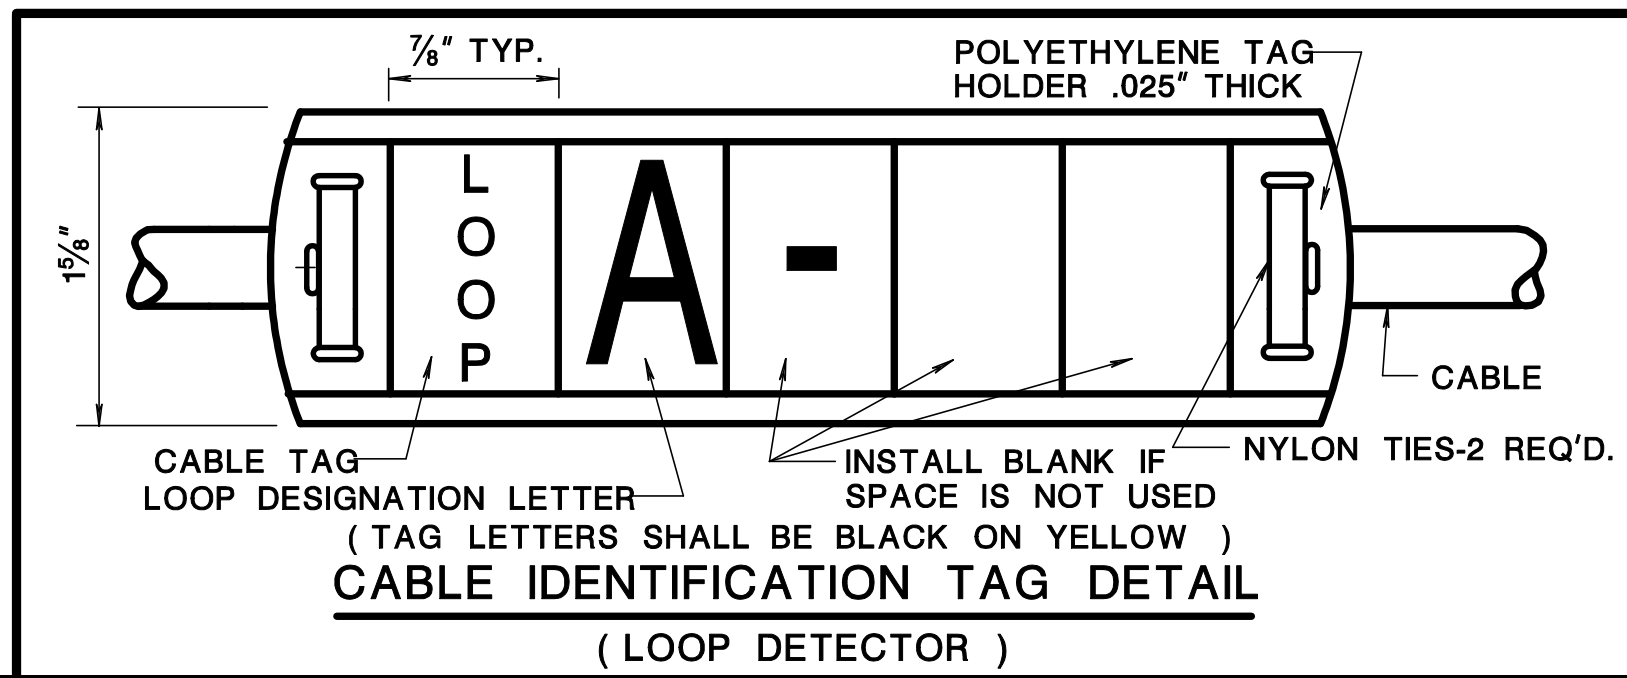 ⅞" TYP.
POLYETHYLENE TAG
HOLDER .025" THICK
1⅝"
L
O
O
P
A
-
CABLE
CABLE TAG
LOOP DESIGNATION LETTER
INSTALL BLANK IF
SPACE IS NOT USED
NYLON TIES-2 REQ'D.
( TAG LETTERS SHALL BE BLACK ON YELLOW )
CABLE IDENTIFICATION TAG DETAIL
( LOOP DETECTOR )